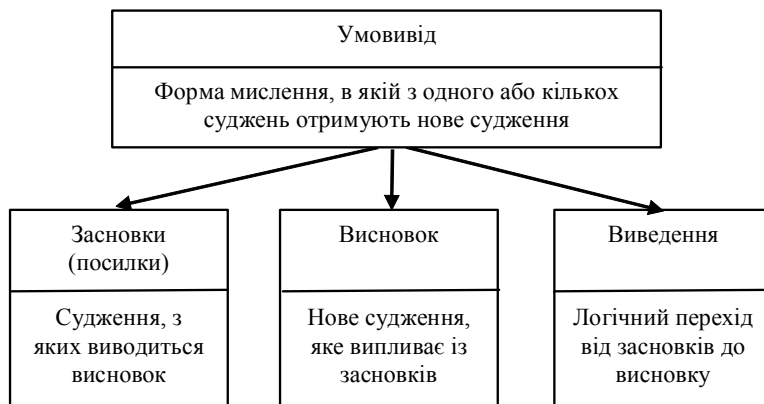 Умовивід
Форма мислення, в якій з одного або кількох
суджень отримують нове судження
Засновки
(посилки)
Судження, з
яких виводиться
висновок
Висновок
Нове судження,
яке випливає із
засновків
Виведення
Логічний перехід
від засновків до
висновку